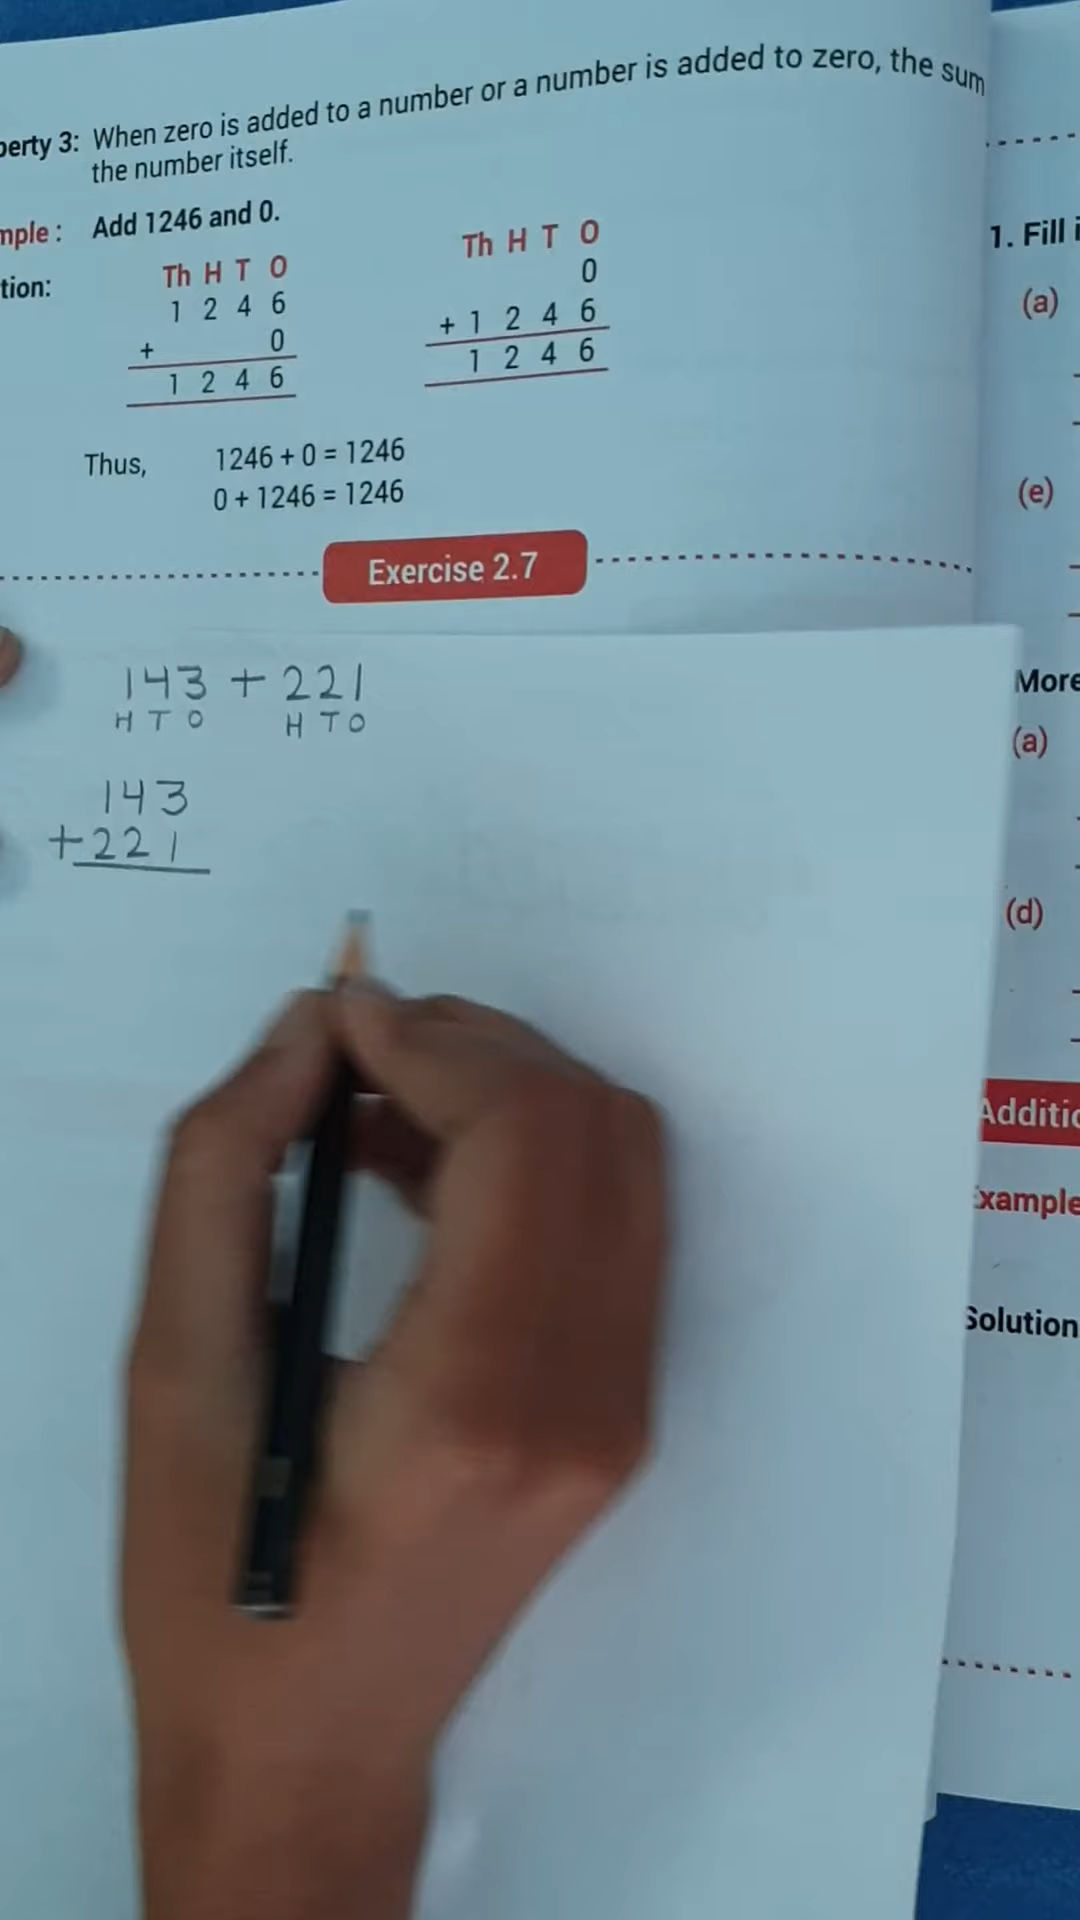 perty 3: When zero is added to a number or a number is added to zero, the sum
the number itself.
mple : Add 1246 and 0.
tion:
Th H T O
1 2 4 6
+ 0
1 2 4 6
Th H T O
0
+ 1 2 4 6
1 2 4 6
Thus, 1246 + 0 = 1246
0 + 1246 = 1246
Exercise 2.7
143 + 221
H T O H T O
143
+221
1. Fill i
(a)
(e)
More
(a)
(d)
Additio
Example
Solution